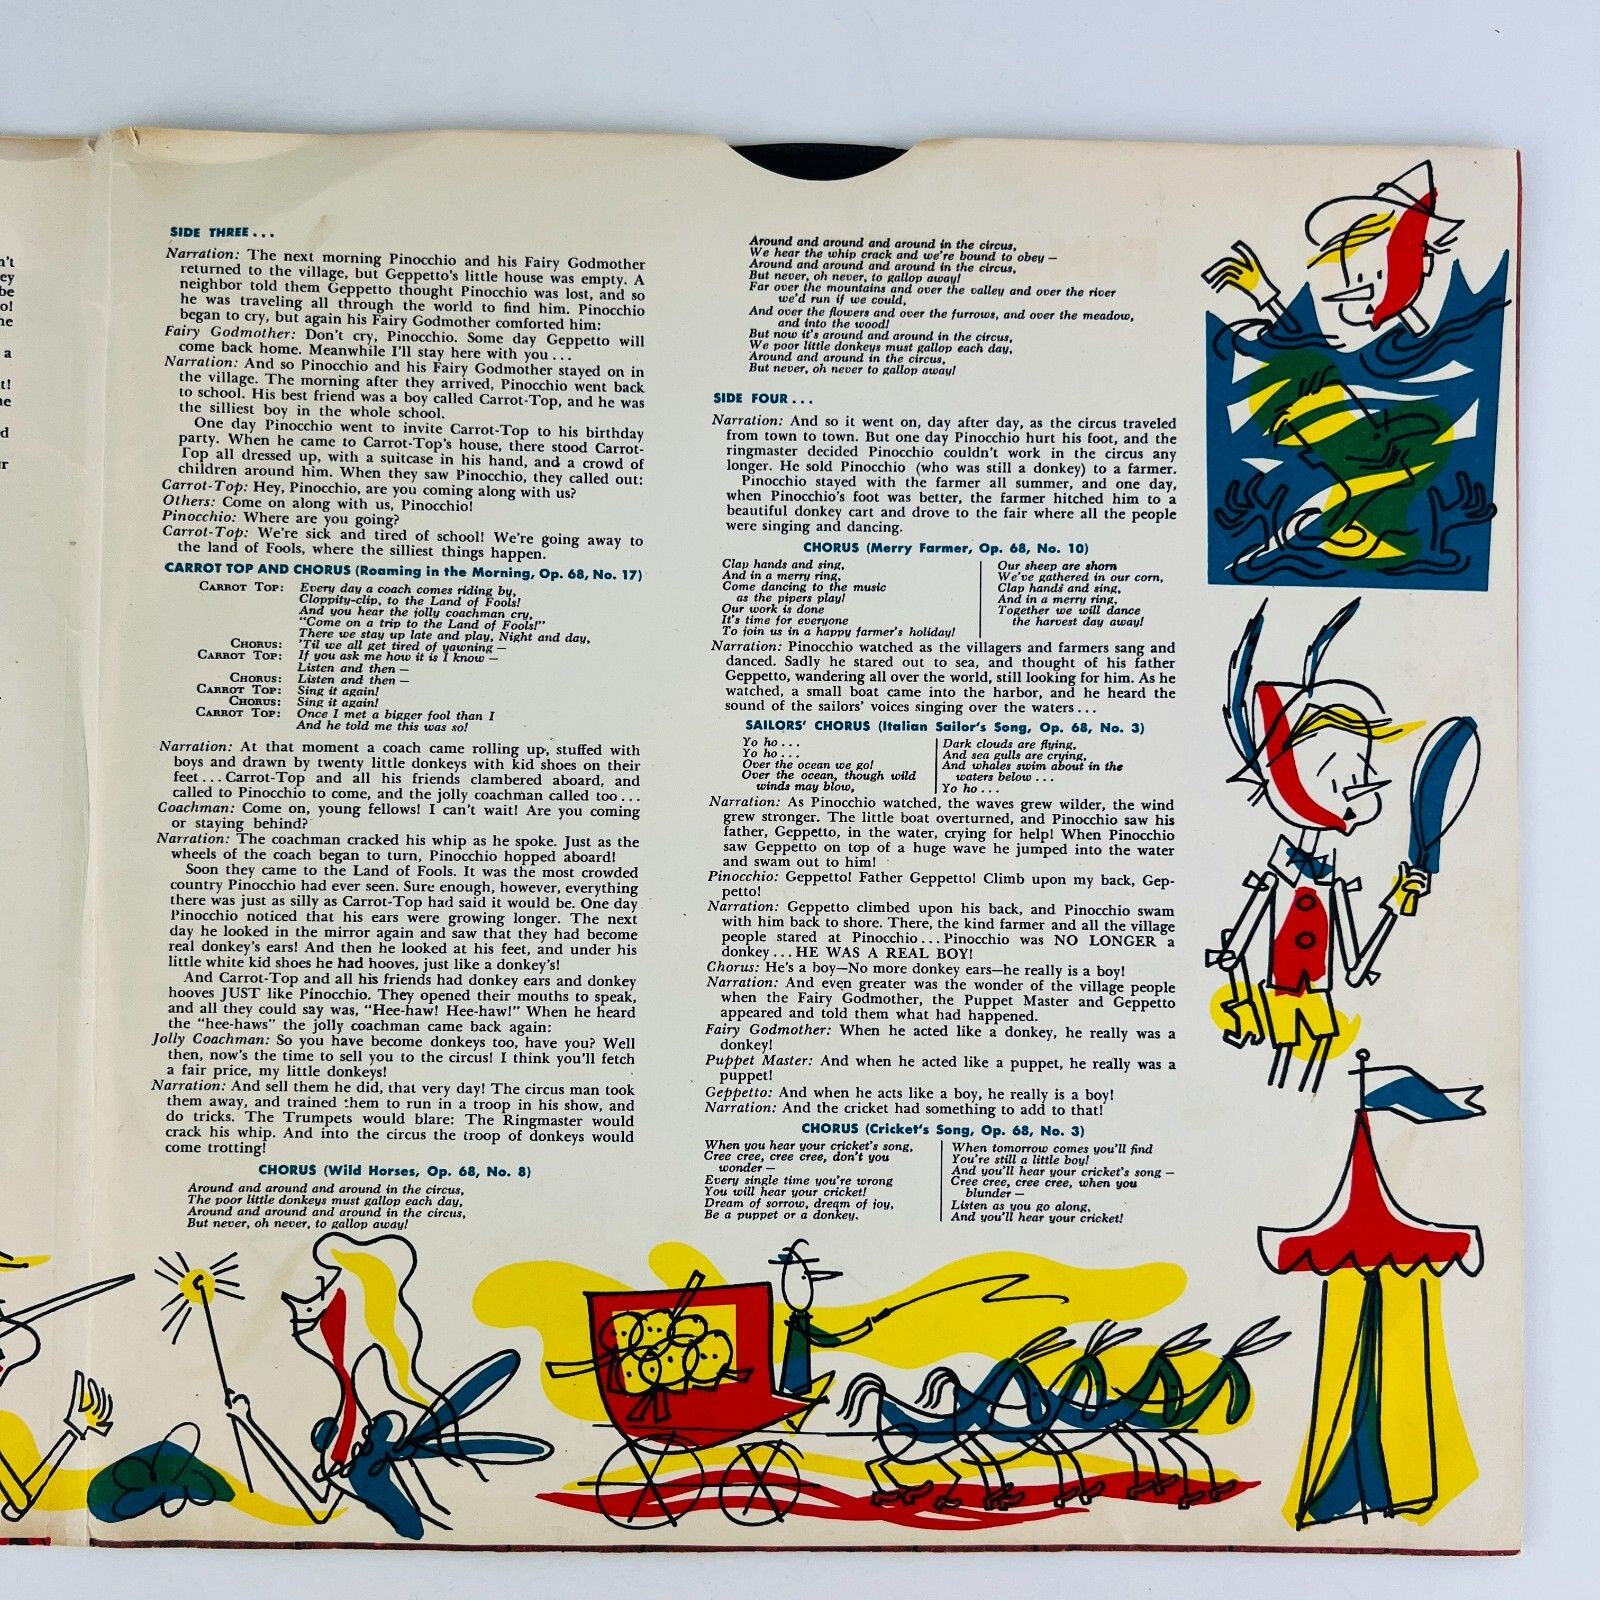 n't
ey
be
o!
he
a
t!
ne
d
r
SIDE THREE . . .
Narration: The next morning Pinocchio and his Fairy Godmother
returned to the village, but Geppetto's little house was empty. A
neighbor told them Geppetto thought Pinocchio was lost, and so
he was traveling all through the world to find him. Pinocchio
began to cry, but again his Fairy Godmother comforted him:
Fairy Godmother: Don't cry, Pinocchio. Some day Geppetto will
come back home. Meanwhile I'll stay here with you . . .
Narration: And so Pinocchio and his Fairy Godmother stayed on in
the village. The morning after they arrived, Pinocchio went back
to school. His best friend was a boy called Carrot-Top, and he was
the silliest boy in the whole school.
One day Pinocchio went to invite Carrot-Top to his birthday
party. When he came to Carrot-Top's house, there stood Carrot-
Top all dressed up, with a suitcase in his hand, and a crowd of
children around him. When they saw Pinocchio, they called out:
Carrot-Top: Hey, Pinocchio, are you coming along with us?
Others: Come on along with us, Pinocchio!
Pinocchio: Where are you going?
Carrot-Top: We're sick and tired of school! We're going away to
the land of Fools, where the silliest things happen.
CARROT TOP AND CHORUS (Roaming in the Morning, Op. 68, No. 17)
CARROT TOP: Every day a coach comes riding by,
Cloppity-clip, to the Land of Fools!
And you hear the jolly coachman cry,
"Come on a trip to the Land of Fools!"
There we stay up late and play, Night and day,
CHORUS: 'Til we all get tired of yawning —
CARROT TOP: If you ask me how it is I know —
Listen and then —
CHORUS: Listen and then —
CARROT TOP: Sing it again!
CHORUS: Sing it again!
CARROT TOP: Once I met a bigger fool than I
And he told me this was so!
Narration: At that moment a coach came rolling up, stuffed with
boys and drawn by twenty little donkeys with kid shoes on their
feet . . . Carrot-Top and all his friends clambered aboard, and
called to Pinocchio to come, and the jolly coachman called too . . .
Coachman: Come on, young fellows! I can't wait! Are you coming
or staying behind?
Narration: The coachman cracked his whip as he spoke. Just as the
wheels of the coach began to turn, Pinocchio hopped aboard!
Soon they came to the Land of Fools. It was the most crowded
country Pinocchio had ever seen. Sure enough, however, everything
there was just as silly as Carrot-Top had said it would be. One day
Pinocchio noticed that his ears were growing longer. The next
day he looked in the mirror again and saw that they had become
real donkey's ears! And then he looked at his feet, and under his
little white kid shoes he had hooves, just like a donkey's!
And Carrot-Top and all his friends had donkey ears and donkey
hooves JUST like Pinocchio. They opened their mouths to speak,
and all they could say was, "Hee-haw! Hee-haw!" When he heard
the "hee-haws" the jolly coachman came back again:
Jolly Coachman: So you have become donkeys too, have you? Well
then, now's the time to sell you to the circus! I think you'll fetch
a fair price, my little donkeys!
Narration: And sell them he did, that very day! The circus man took
them away, and trained them to run in a troop in his show, and
do tricks. The Trumpets would blare: The Ringmaster would
crack his whip. And into the circus the troop of donkeys would
come trotting!
CHORUS (Wild Horses, Op. 68, No. 8)
Around and around and around in the circus,
The poor little donkeys must gallop each day,
Around and around and around in the circus,
But never, oh never, to gallop away!
Around and around and around in the circus,
We hear the whip crack and we're bound to obey —
Around and around and around in the circus,
But never, oh never, to gallop away!
Far over the mountains and over the valley and over the river
we'd run if we could,
And over the flowers and over the furrows, and over the meadow,
and into the wood!
But now it's around and around in the circus,
We poor little donkeys must gallop each day,
Around and around in the circus,
But never, oh never to gallop away!
SIDE FOUR . . .
Narration: And so it went on, day after day, as the circus traveled
from town to town. But one day Pinocchio hurt his foot, and the
ringmaster decided Pinocchio couldn't work in the circus any
longer. He sold Pinocchio (who was still a donkey) to a farmer.
Pinocchio stayed with the farmer all summer, and one day,
when Pinocchio's foot was better, the farmer hitched him to a
beautiful donkey cart and drove to the fair where all the people
were singing and dancing.
CHORUS (Merry Farmer, Op. 68, No. 10)
Clap hands and sing,
And in a merry ring,
Come dancing to the music
as the pipers play!
Our work is done
It's time for everyone
To join us in a happy farmer's holiday!
Our sheep are shorn
We've gathered in our corn,
Clap hands and sing,
And in a merry ring,
Together we will dance
the harvest day away!
Narration: Pinocchio watched as the villagers and farmers sang and
danced. Sadly he stared out to sea, and thought of his father
Geppetto, wandering all over the world, still looking for him. As he
watched, a small boat came into the harbor, and he heard the
sound of the sailors' voices singing over the waters . . .
SAILORS' CHORUS (Italian Sailor's Song, Op. 68, No. 3)
Yo ho . . .
Yo ho . . .
Over the ocean we go!
Over the ocean, though wild
winds may blow,
Dark clouds are flying,
And sea gulls are crying,
And whales swim about in the
waters below . . .
Yo ho . . .
Narration: As Pinocchio watched, the waves grew wilder, the wind
grew stronger. The little boat overturned, and Pinocchio saw his
father, Geppetto, in the water, crying for help! When Pinocchio
saw Geppetto on top of a huge wave he jumped into the water
and swam out to him!
Pinocchio: Geppetto! Father Geppetto! Climb upon my back, Gep-
petto!
Narration: Geppetto climbed upon his back, and Pinocchio swam
with him back to shore. There, the kind farmer and all the village
people stared at Pinocchio . . . Pinocchio was NO LONGER a
donkey . . . HE WAS A REAL BOY!
Chorus: He's a boy—No more donkey ears—he really is a boy!
Narration: And even greater was the wonder of the village people
when the Fairy Godmother, the Puppet Master and Geppetto
appeared and told them what had happened.
Fairy Godmother: When he acted like a donkey, he really was a
donkey!
Puppet Master: And when he acted like a puppet, he really was a
puppet!
Geppetto: And when he acts like a boy, he really is a boy!
Narration: And the cricket had something to add to that!
CHORUS (Cricket's Song, Op. 68, No. 3)
When you hear your cricket's song,
Cree cree, cree cree, don't you
wonder —
Every single time you're wrong
You will hear your cricket!
Dream of sorrow, dream of joy,
Be a puppet or a donkey.
When tomorrow comes you'll find
You're still a little boy!
And you'll hear your cricket's song —
Cree cree, cree cree, when you
blunder —
Listen as you go along,
And you'll hear your cricket!